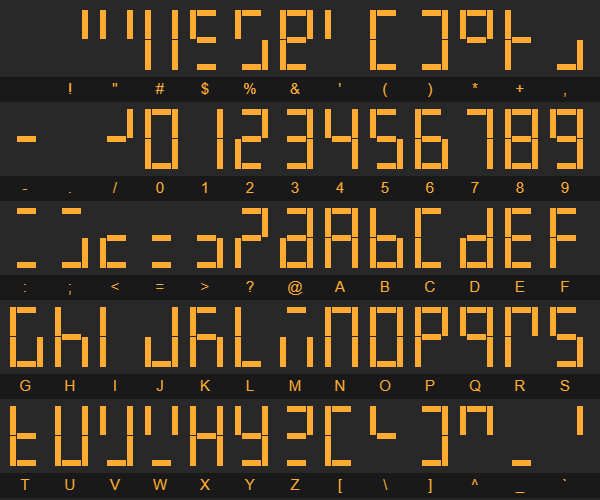 ! " # $ % & ' ( ) * + ,
- . / 0 1 2 3 4 5 6 7 8 9
: ; < = > ? @ A B C D E F
G H I J K L M N O P Q R S
T U V W X Y Z [ \ ] ^ _ `